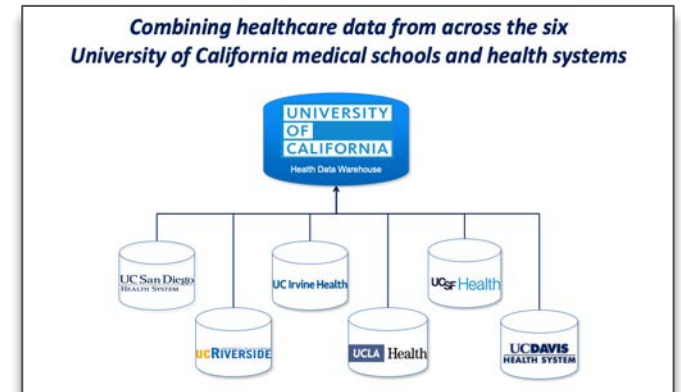 Combining healthcare data from across the six
University of California medical schools and health systems
UNIVERSITY
OF
CALIFORNIA
Health Data Warehouse
UC San Diego
HEALTH SYSTEM
UC Irvine Health
UCSF Health
UCRIVERSIDE
UCLA Health
UCDAVIS
HEALTH SYSTEM